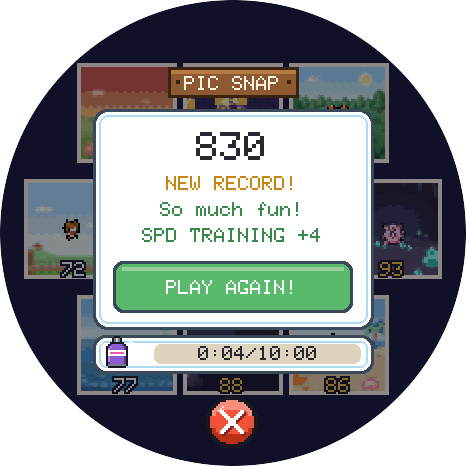 PIC SNAP
830
NEW RECORD!
So much fun!
SPD TRAINING +4
72
93
PLAY AGAIN!
0:04/10:00
77
88
86